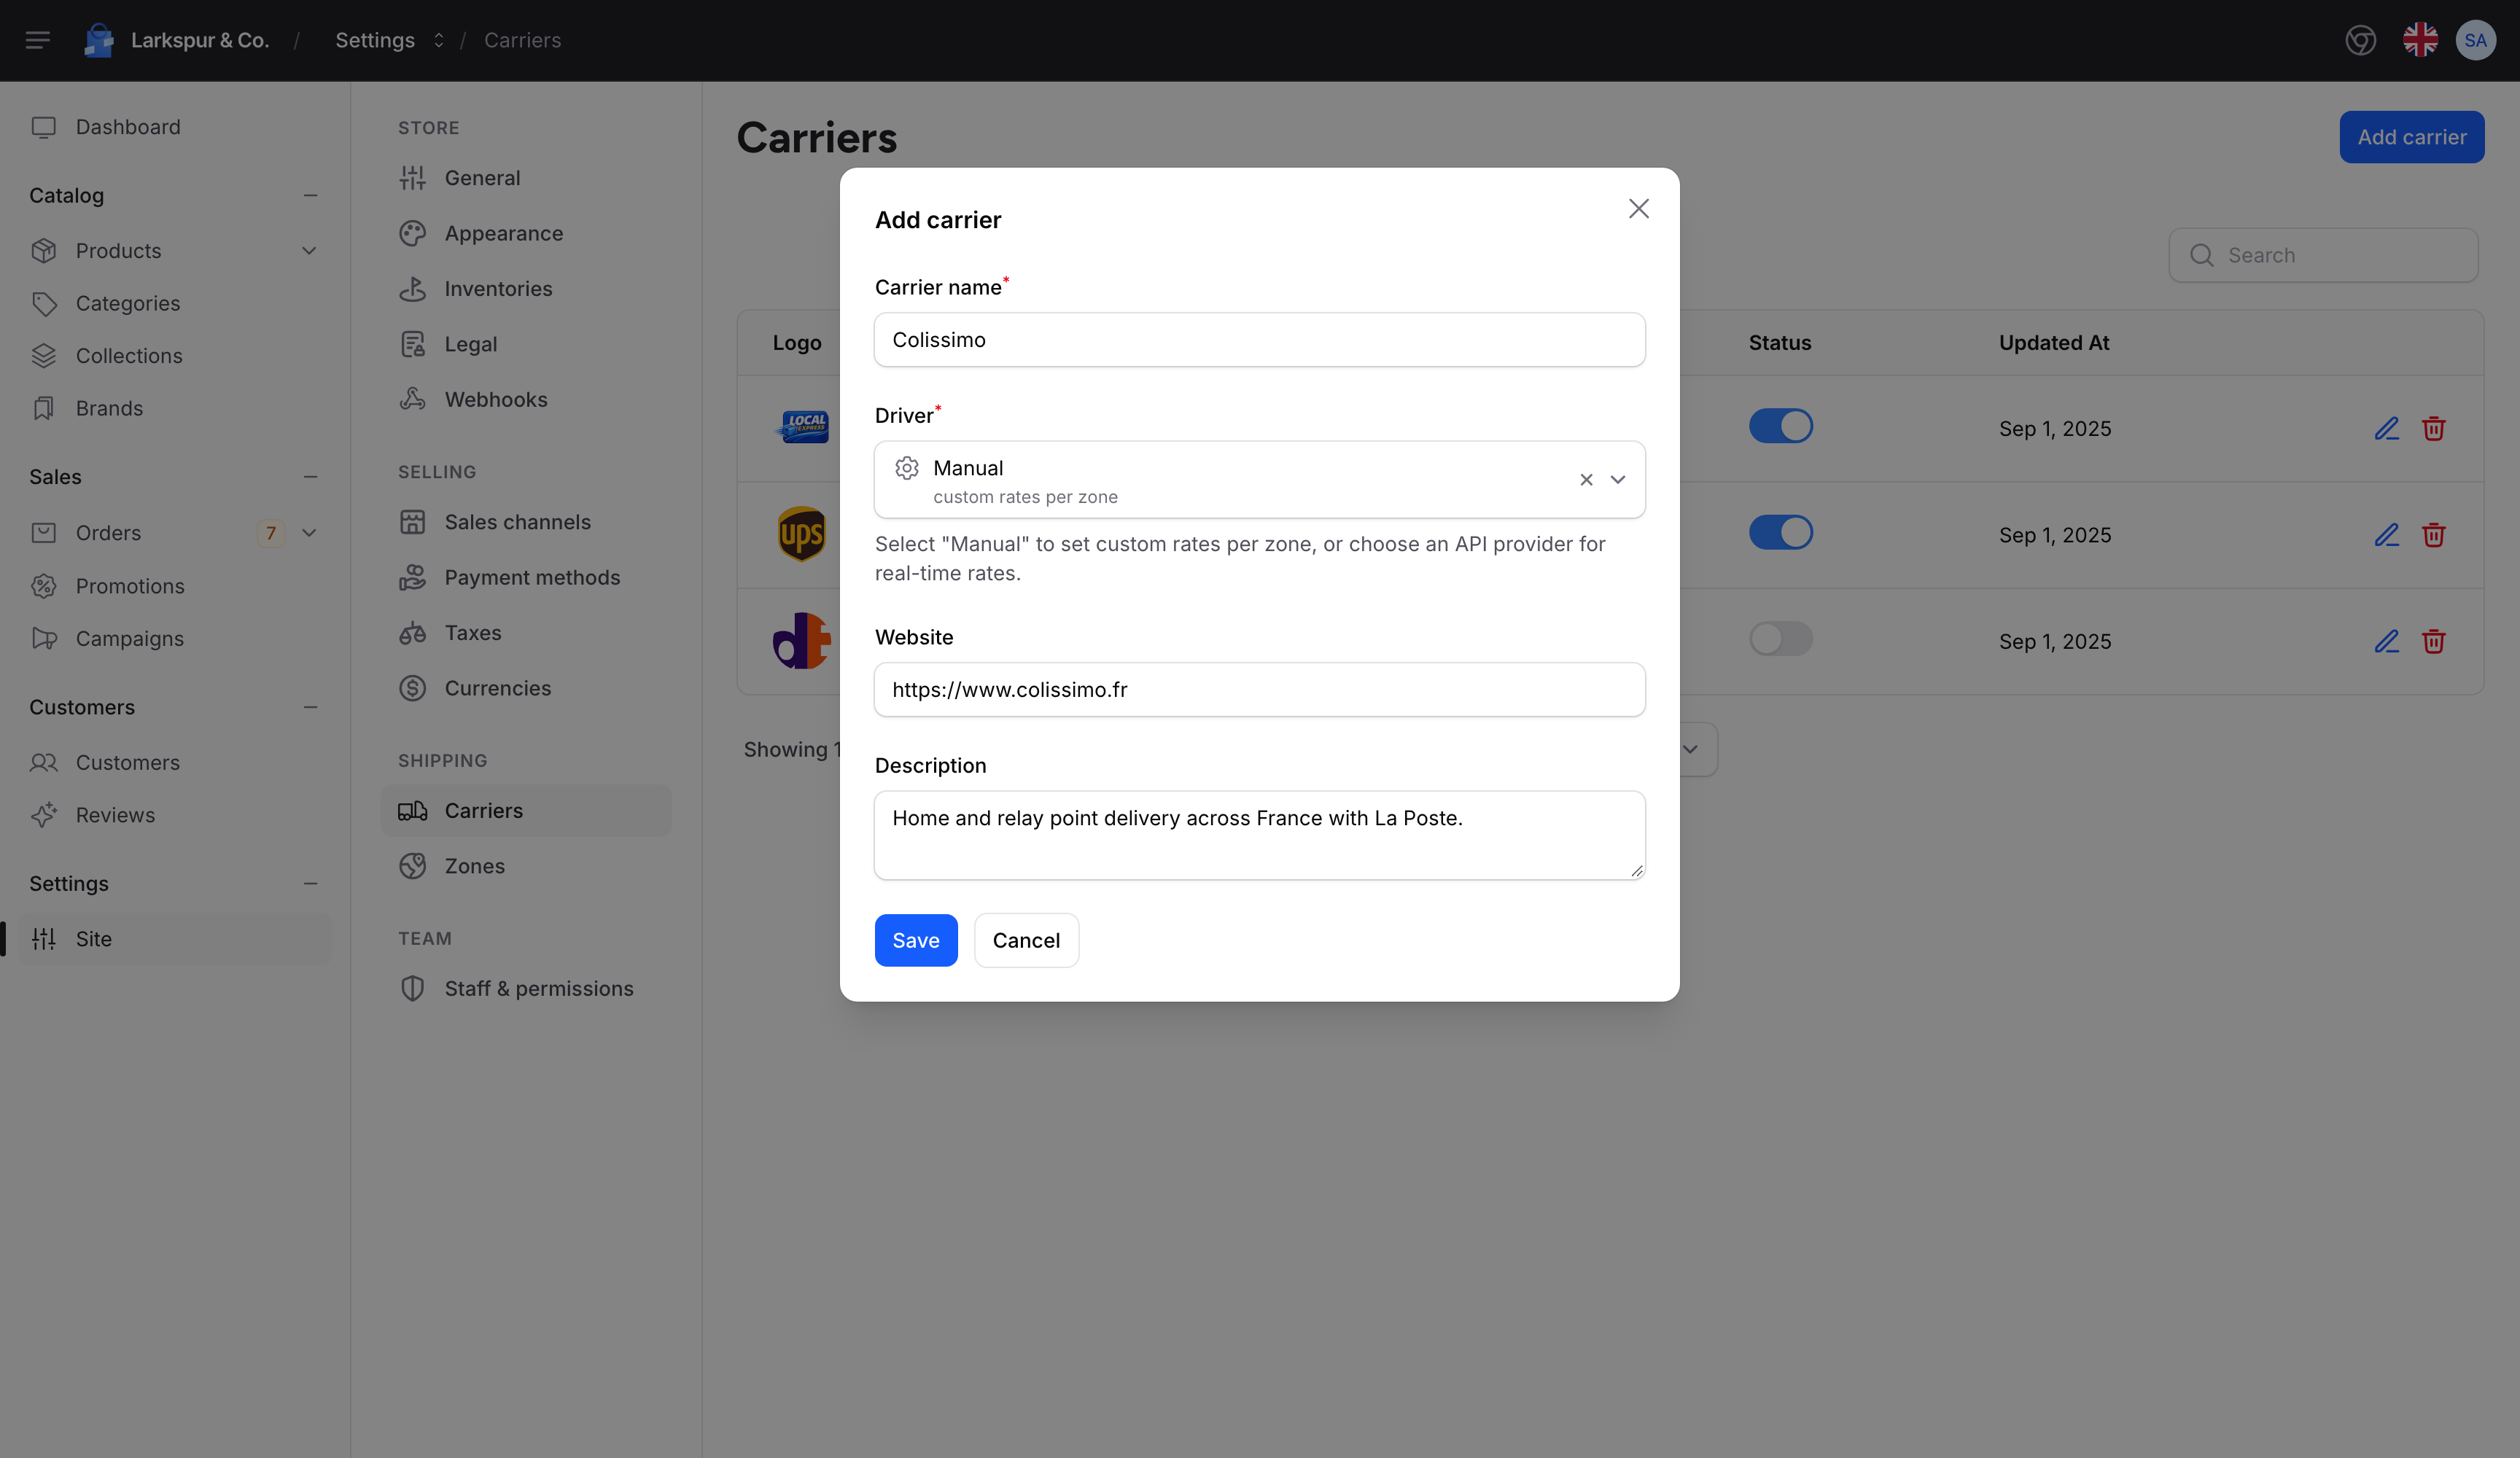 Larkspur & Co. / Settings / Carriers
SA
Dashboard
Catalog
Products
Categories
Collections
Brands
Sales
Orders 7
Promotions
Campaigns
Customers
Customers
Reviews
Settings
Site
STORE
General
Appearance
Inventories
Legal
Webhooks
SELLING
Sales channels
Payment methods
Taxes
Currencies
SHIPPING
Carriers
Zones
TEAM
Staff & permissions
Carriers
Add carrier
Search
Logo Status Updated At
LOCAL
EXPRESS
Sep 1, 2025
ups
Sep 1, 2025
Sep 1, 2025
Showing 1
Add carrier
Carrier name*
Colissimo
Driver*
Manual
custom rates per zone
Select "Manual" to set custom rates per zone, or choose an API provider for
real-time rates.
Website
https://www.colissimo.fr
Description
Home and relay point delivery across France with La Poste.
Save Cancel